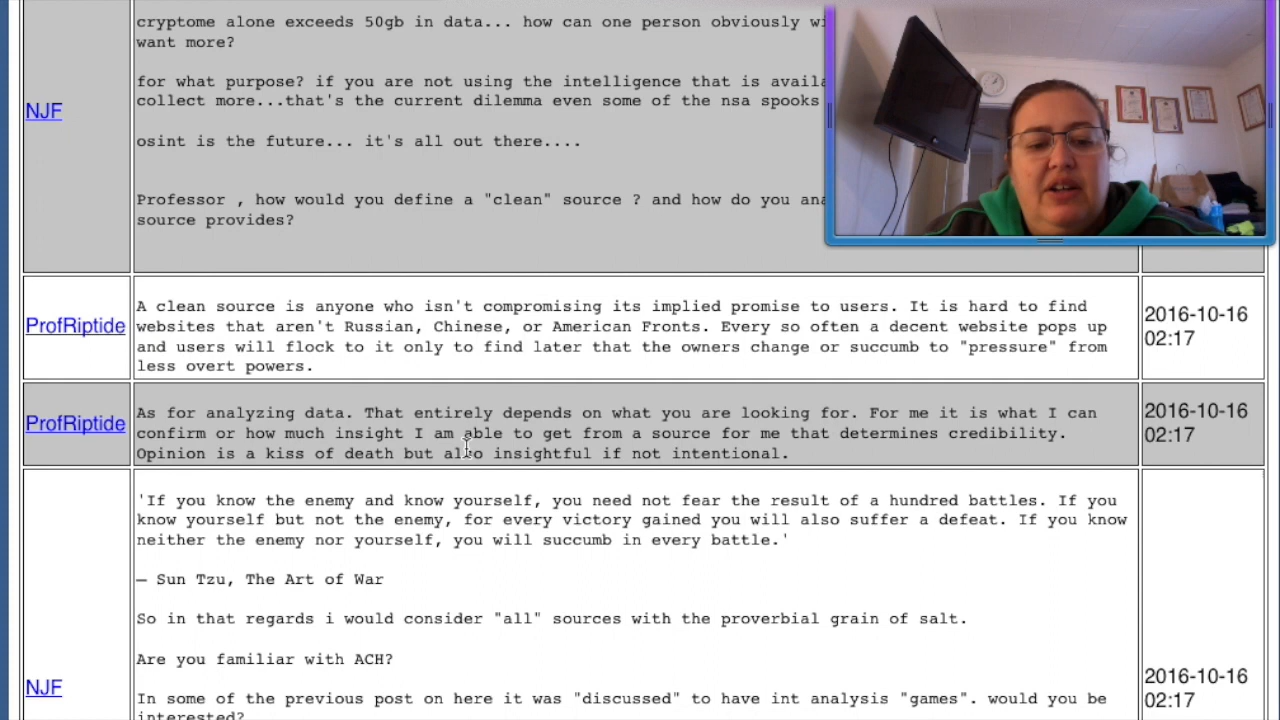 cryptome alone exceeds 50gb in data... how can one person obviously
want more?
for what purpose? if you are not using the intelligence that is
collect more...that's the current dilemma even some of the nsa spooks
NJF
osint is the future... it's all out there....
Professor , how would you define a "clean" source ? and how do you
source provides?
A clean source is anyone who isn't compromising its implied promise to users. It is hard to find
websites that aren't Russian, Chinese, or American Fronts. Every so often a decent website pops up
and users will flock to it only to find later that the owners change or succumb to "pressure" from
less overt powers.
ProfRiptide
2016-10-16
02:17
As for analyzing data. That entirely depends on what you are looking for. For me it is what I can
confirm or how much insight I am able to get from a source for me that determines credibility.
Opinion is a kiss of death but also insightful if not intentional.
ProfRiptide
2016-10-16
02:17
'If you know the enemy and know yourself, you need not fear the result of a hundred battles. If you
know yourself but not the enemy, for every victory gained you will also suffer a defeat. If you know
neither the enemy nor yourself, you will succumb in every battle.'
— Sun Tzu, The Art of War
So in that regards i would consider "all" sources with the proverbial grain of salt.
Are you familiar with ACH?
NJF
In some of the previous post on here it was "discussed" to have int analysis "games". would you be
interested?
2016-10-16
02:17